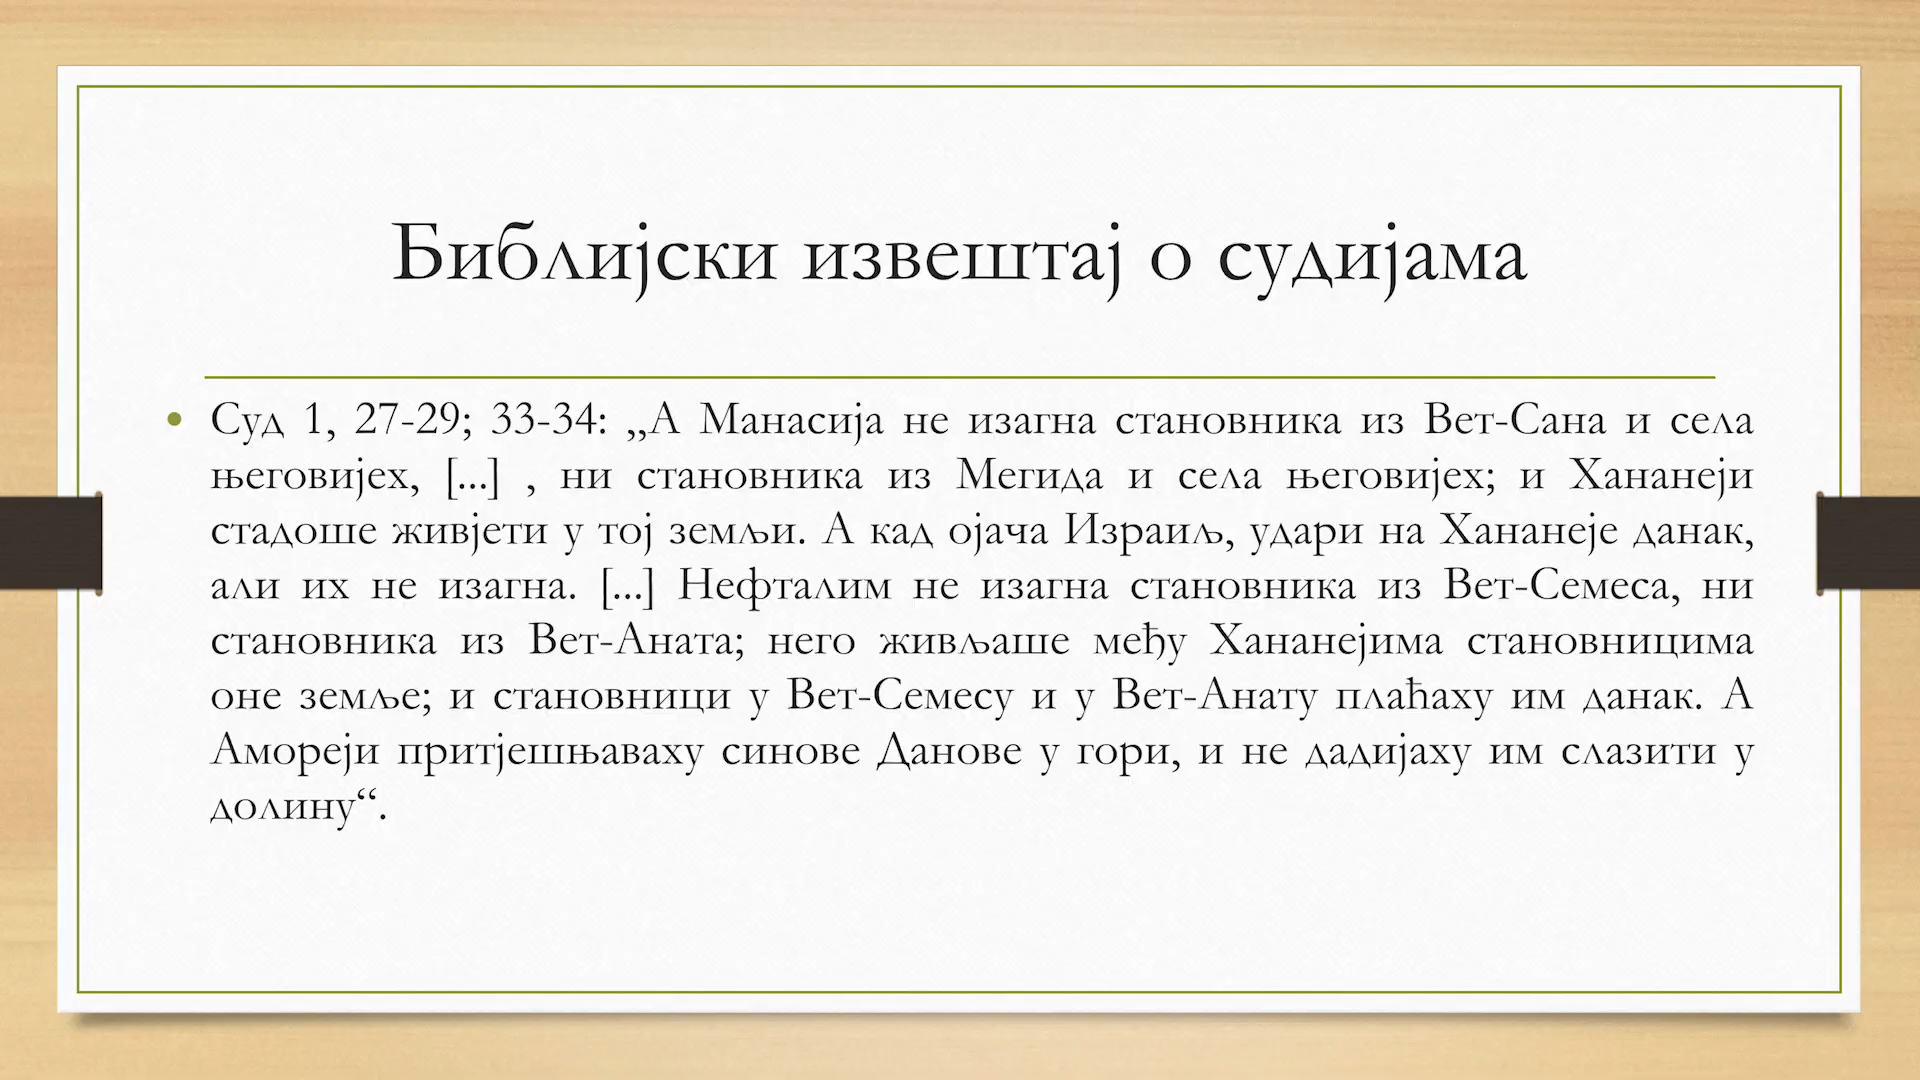 Библијски извештај о судијама
• Суд 1, 27-29; 33-34: „А Манасија не изагна становника из Вет-Сана и села
његовијех, [...] , ни становника из Мегида и села његовијех; и Хананеји
стадоше живјети у тој земљи. А кад ојача Израиљ, удари на Хананеје данак,
али их не изагна. [...] Нефталим не изагна становника из Вет-Семеса, ни
становника из Вет-Аната; него живљаше међу Хананејима становницима
оне земље; и становници у Вет-Семесу и у Вет-Анату плаћаху им данак. А
Амореји притјешњаваху синове Данове у гори, и не дадијаху им слазити у
долину“.